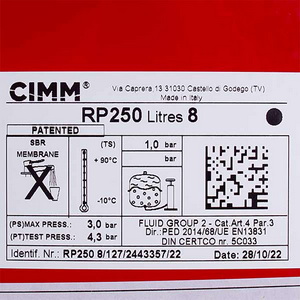 CIMM®
Via Caprera,13 31030 Castello di Godego (TV)
Made in Italy
RP250 Litres 8
PATENTED
SBR
MEMBRANE
(TS)
+ 90°C
-10°C
1,0 bar
bar
(PS)MAX PRESS.: 3,0 bar
(PT)TEST PRESS.: 4,3 bar
FLUID GROUP 2 - Cat.Art.4 Par.3
Dir.:PED 2014/68/UE EN13831
DIN CERTCO nr. 5C033
Identif. Nr.: RP250 8/127/2443357/22
Date: 28/10/22